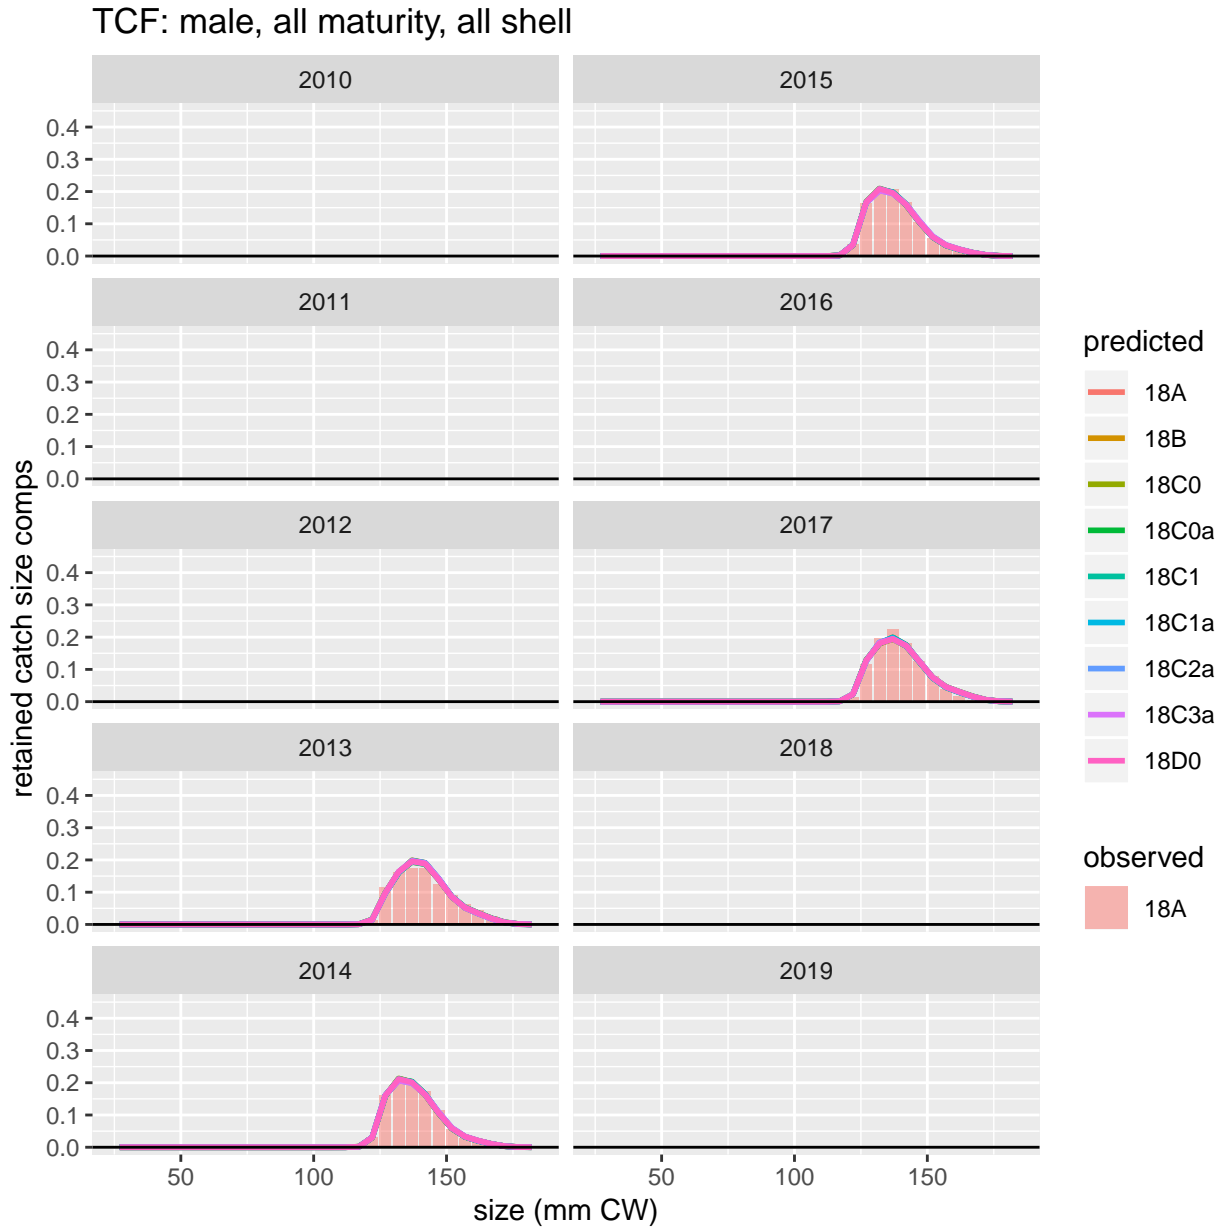 TCF: male, all maturity, all shell
2010
2015
0.4
0.3
0.2
0.1
0.0
2011
2016
0.4
0.3
0.2
0.1
0.0
2012
2017
0.4
0.3
0.2
0.1
0.0
2013
2018
0.4
0.3
0.2
0.1
0.0
2014
2019
0.4
0.3
0.2
0.1
0.0
50 100 150 50 100 150
size (mm CW)
retained catch size comps
predicted
18A
18B
18C0
18C0a
18C1
18C1a
18C2a
18C3a
18D0
observed
18A